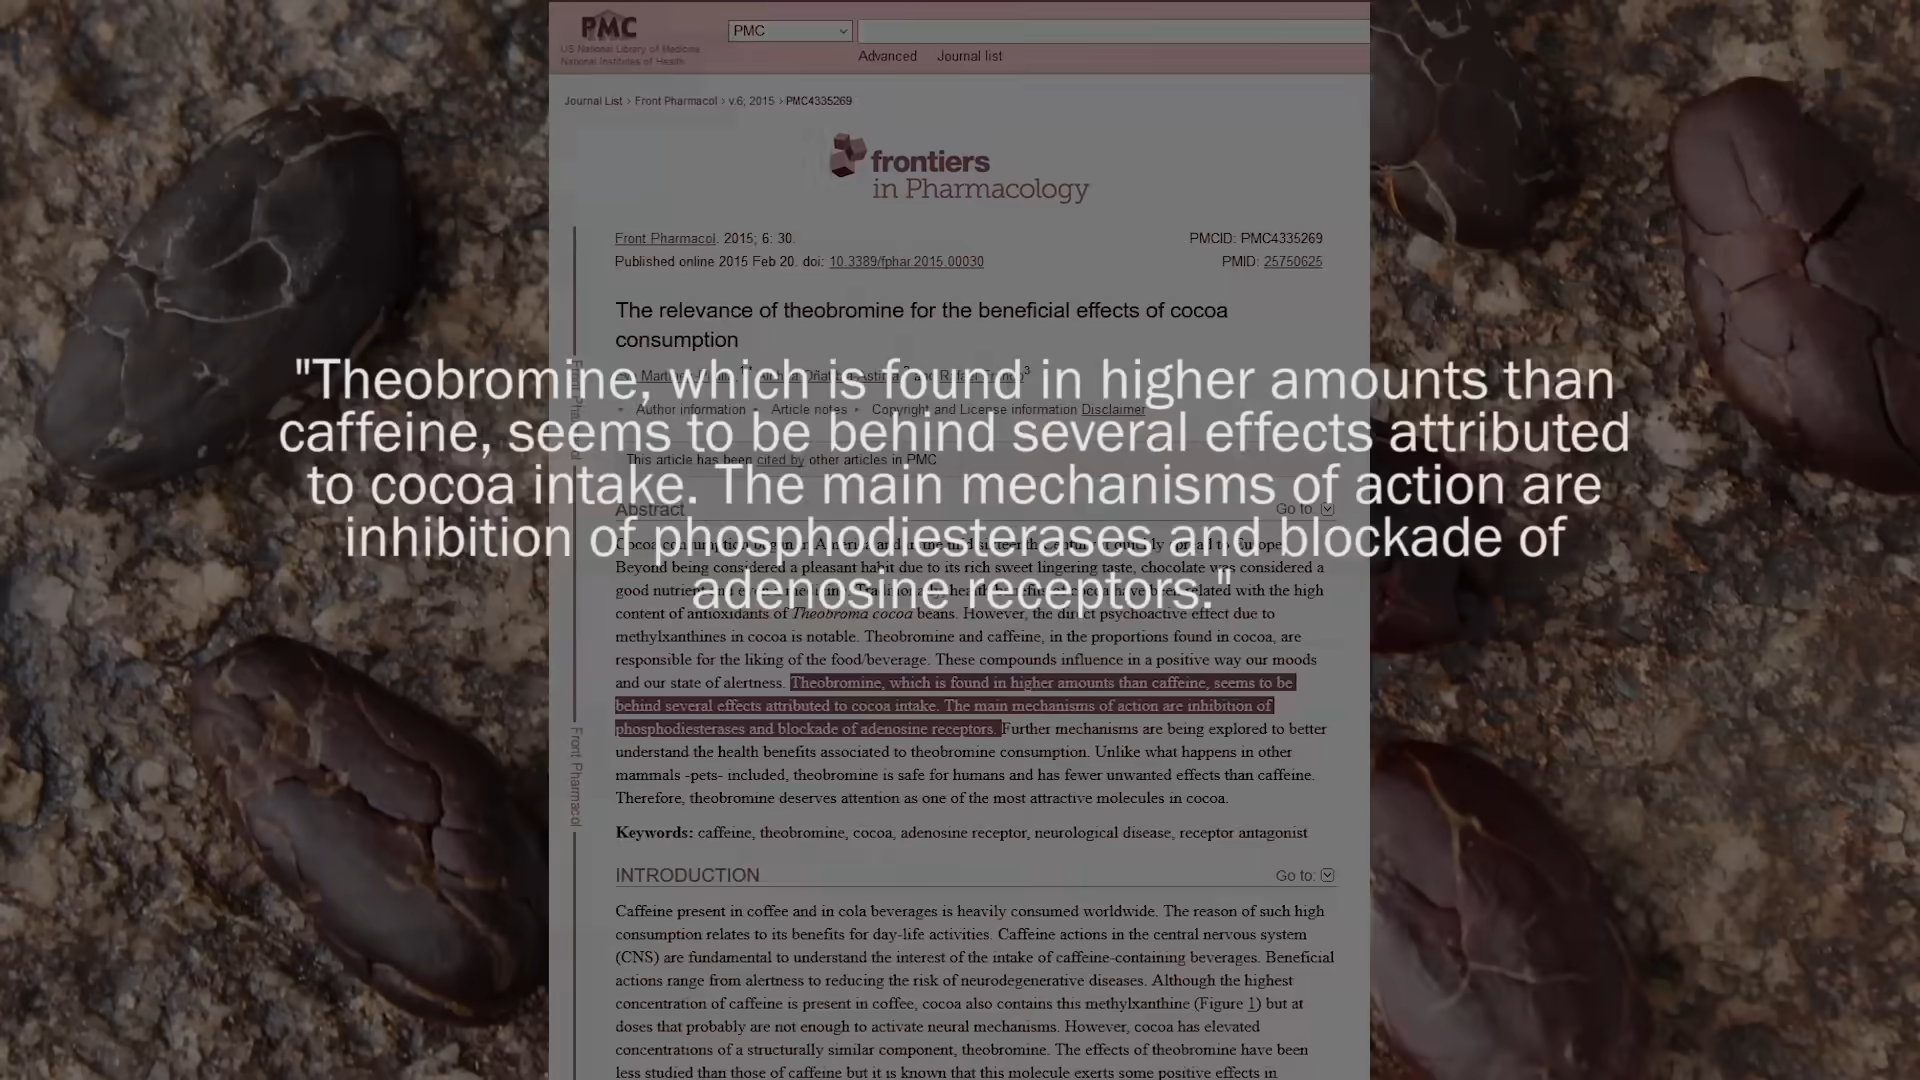 PMC
US National Library of Medicine
National Institutes of Health
PMC
Advanced Journal list
Journal List > Front Pharmacol > v.6; 2015 > PMC4335269
frontiers
in Pharmacology
Front Pharmacol. 2015; 6: 30. PMCID: PMC4335269
Published online 2015 Feb 20. doi: 10.3389/fphar.2015.00030 PMID: 25750625
The relevance of theobromine for the beneficial effects of cocoa
consumption
"Theobromine, which is found in higher amounts than
caffeine, seems to be behind several effects attributed
to cocoa intake. The main mechanisms of action are
inhibition of phosphodiesterases and blockade of
adenosine receptors."
Author information Article notes Copyright and License information Disclaimer
This article has been cited by other articles in PMC
Abstract Go to:
Beyond being considered a pleasant habit due to its rich sweet lingering taste, chocolate was considered a
content of antioxidants of Theobroma cocoa beans. However, the direct psychoactive effect due to
methylxanthines in cocoa is notable. Theobromine and caffeine, in the proportions found in cocoa, are
responsible for the liking of the food/beverage. These compounds influence in a positive way our moods
and our state of alertness. Theobromine, which is found in higher amounts than caffeine, seems to be
behind several effects attributed to cocoa intake. The main mechanisms of action are inhibition of
phosphodiesterases and blockade of adenosine receptors. Further mechanisms are being explored to better
understand the health benefits associated to theobromine consumption. Unlike what happens in other
mammals -pets- included, theobromine is safe for humans and has fewer unwanted effects than caffeine.
Therefore, theobromine deserves attention as one of the most attractive molecules in cocoa.
Keywords: caffeine, theobromine, cocoa, adenosine receptor, neurological disease, receptor antagonist
INTRODUCTION Go to:
Caffeine present in coffee and in cola beverages is heavily consumed worldwide. The reason of such high
consumption relates to its benefits for day-life activities. Caffeine actions in the central nervous system
(CNS) are fundamental to understand the interest of the intake of caffeine-containing beverages. Beneficial
actions range from alertness to reducing the risk of neurodegenerative diseases. Although the highest
concentration of caffeine is present in coffee, cocoa also contains this methylxanthine (Figure 1) but at
doses that probably are not enough to activate neural mechanisms. However, cocoa has elevated
concentrations of a structurally similar component, theobromine. The effects of theobromine have been
less studied than those of caffeine but it is known that this molecule exerts some positive effects in
Front Pharmacol